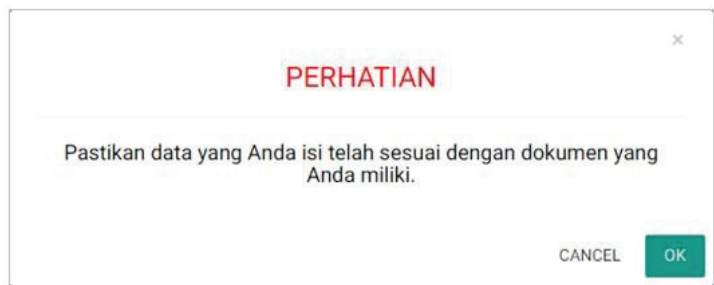 ×
PERHATIAN
Pastikan data yang Anda isi telah sesuai dengan dokumen yang
Anda miliki.
CANCEL OK